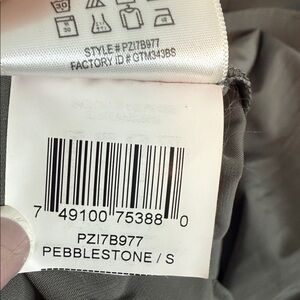 STYLE # PZI7B977
FACTORY ID # GTM343BS
7 49100 75388 0
PZI7B977
PEBBLESTONE / S